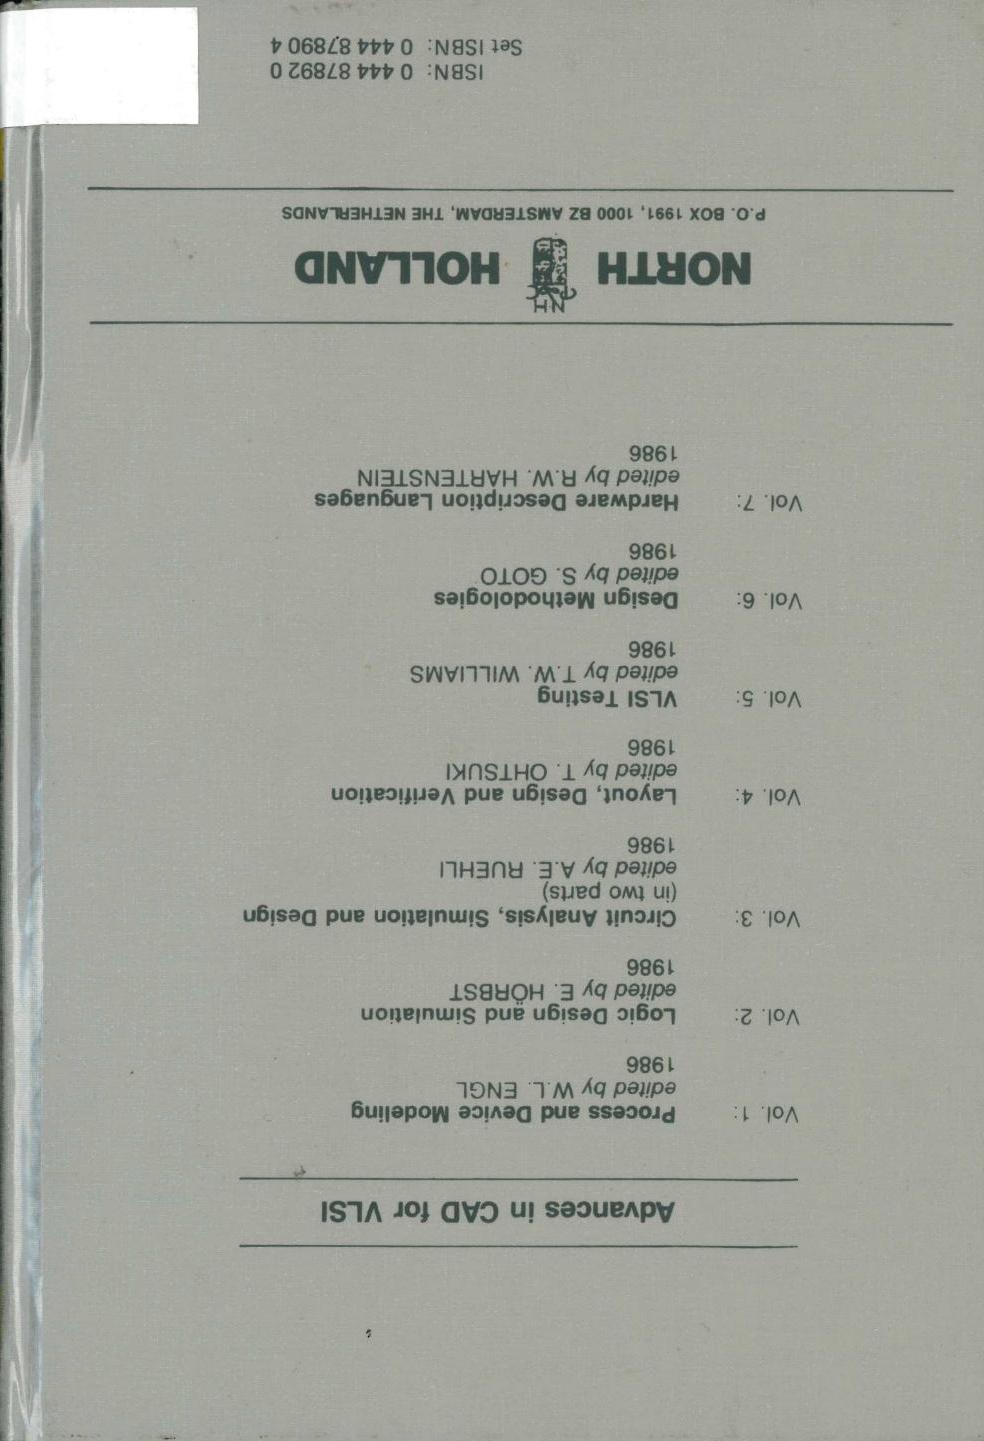 Advances in CAD for VLSI
Vol. 1: Process and Device Modeling
edited by W.L. ENGL
1986
Vol. 2: Logic Design and Simulation
edited by E. HÖRBST
1986
Vol. 3: Circuit Analysis, Simulation and Design
(in two parts)
edited by A.E. RUEHLI
1986
Vol. 4: Layout, Design and Verification
edited by T. OHTSUKI
1986
Vol. 5: VLSI Testing
edited by T.W. WILLIAMS
1986
Vol. 6: Design Methodologies
edited by S. GOTO
1986
Vol. 7: Hardware Description Languages
edited by R.W. HARTENSTEIN
1986
NH
NORTH HOLLAND
P.O. BOX 1991, 1000 BZ AMSTERDAM, THE NETHERLANDS
ISBN: 0 444 87892 0
Set ISBN: 0 444 87890 4